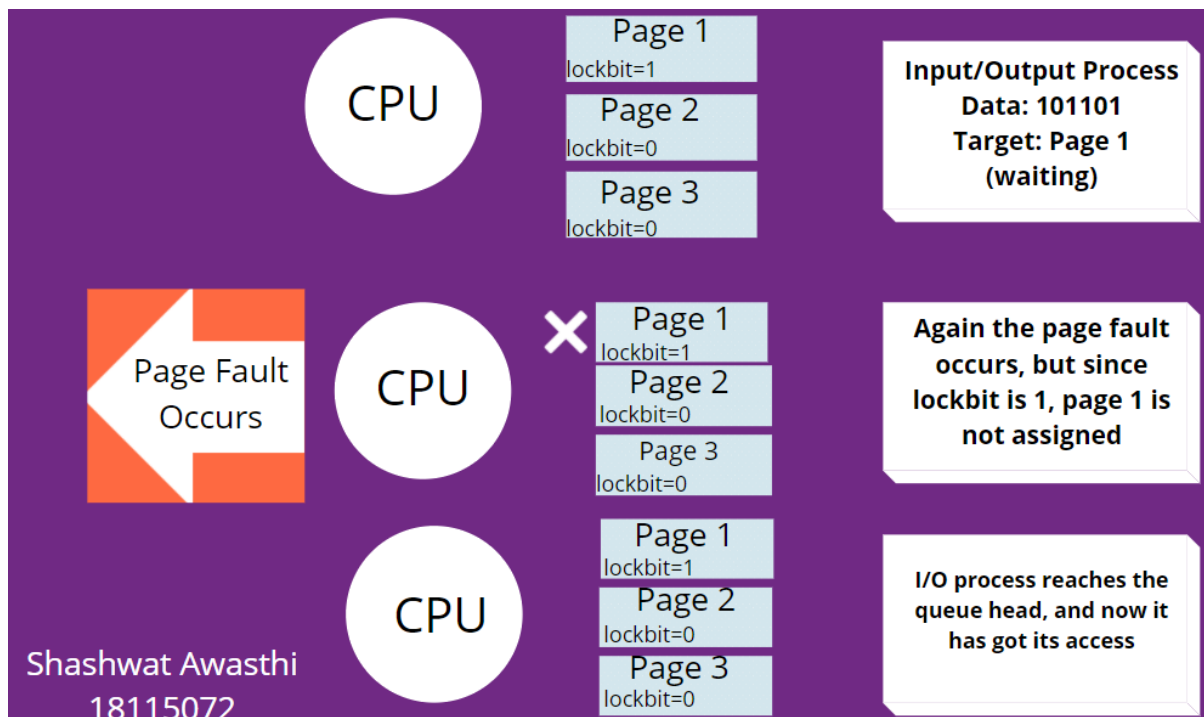 CPU
Page 1
lockbit=1
Page 2
lockbit=0
Page 3
lockbit=0
Input/Output Process
Data: 101101
Target: Page 1
(waiting)
Page Fault
Occurs
CPU
Page 1
lockbit=1
Page 2
lockbit=0
Page 3
lockbit=0
Again the page fault
occurs, but since
lockbit is 1, page 1 is
not assigned
CPU
Page 1
lockbit=1
Page 2
lockbit=0
Page 3
lockbit=0
I/O process reaches the
queue head, and now it
has got its access
Shashwat Awasthi
18115072